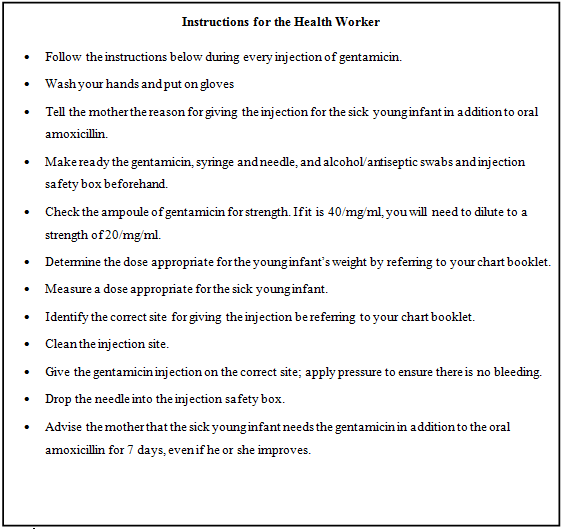 Instructions for the Health Worker
• Follow the instructions below during every injection of gentamicin.
• Wash your hands and put on gloves
• Tell the mother the reason for giving the injection for the sick young infant in addition to oral
amoxicillin.
• Make ready the gentamicin, syringe and needle, and alcohol/antiseptic swabs and injection
safety box beforehand.
• Check the ampoule of gentamicin for strength. If it is 40/mg/ml, you will need to dilute to a
strength of 20/mg/ml.
• Determine the dose appropriate for the young infant’s weight by referring to your chart booklet.
• Measure a dose appropriate for the sick young infant.
• Identify the correct site for giving the injection be referring to your chart booklet.
• Clean the injection site.
• Give the gentamicin injection on the correct site; apply pressure to ensure there is no bleeding.
• Drop the needle into the injection safety box.
• Advise the mother that the sick young infant needs the gentamicin in addition to the oral
amoxicillin for 7 days, even if he or she improves.